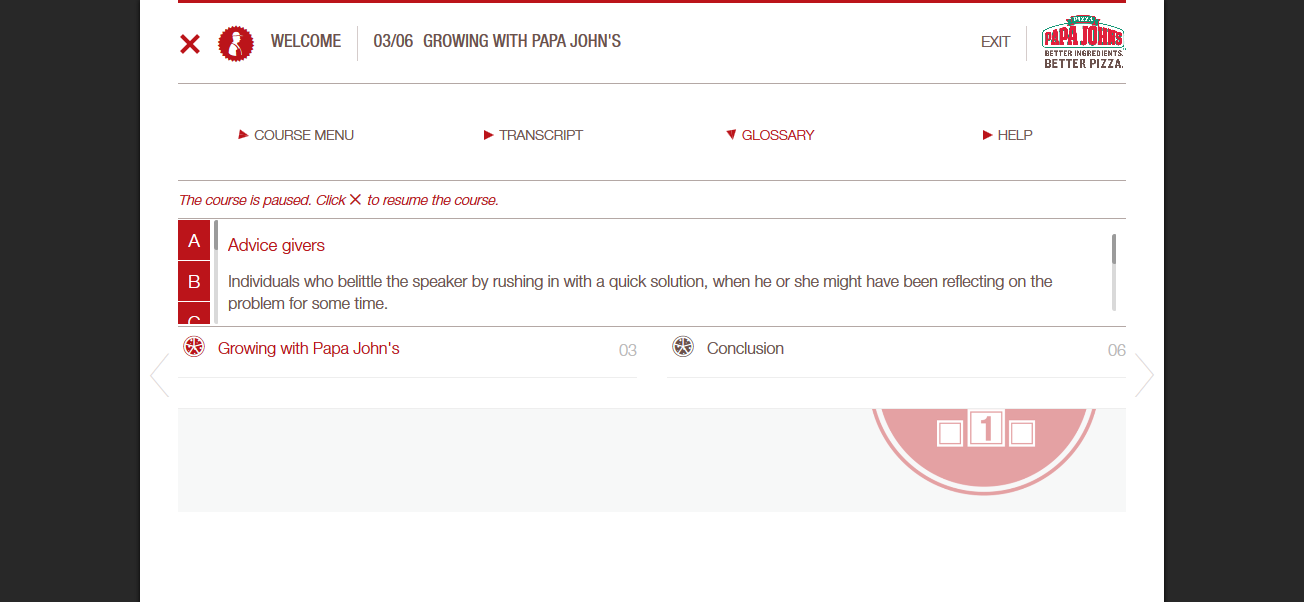 WELCOME 03/06 GROWING WITH PAPA JOHN'S EXIT
PIZZA
PAPA JOHNS
BETTER INGREDIENTS.
BETTER PIZZA.
COURSE MENU TRANSCRIPT GLOSSARY HELP
The course is paused. Click X to resume the course.
A
B
C
Advice givers
Individuals who belittle the speaker by rushing in with a quick solution, when he or she might have been reflecting on the
problem for some time.
Growing with Papa John's 03 Conclusion 06
1